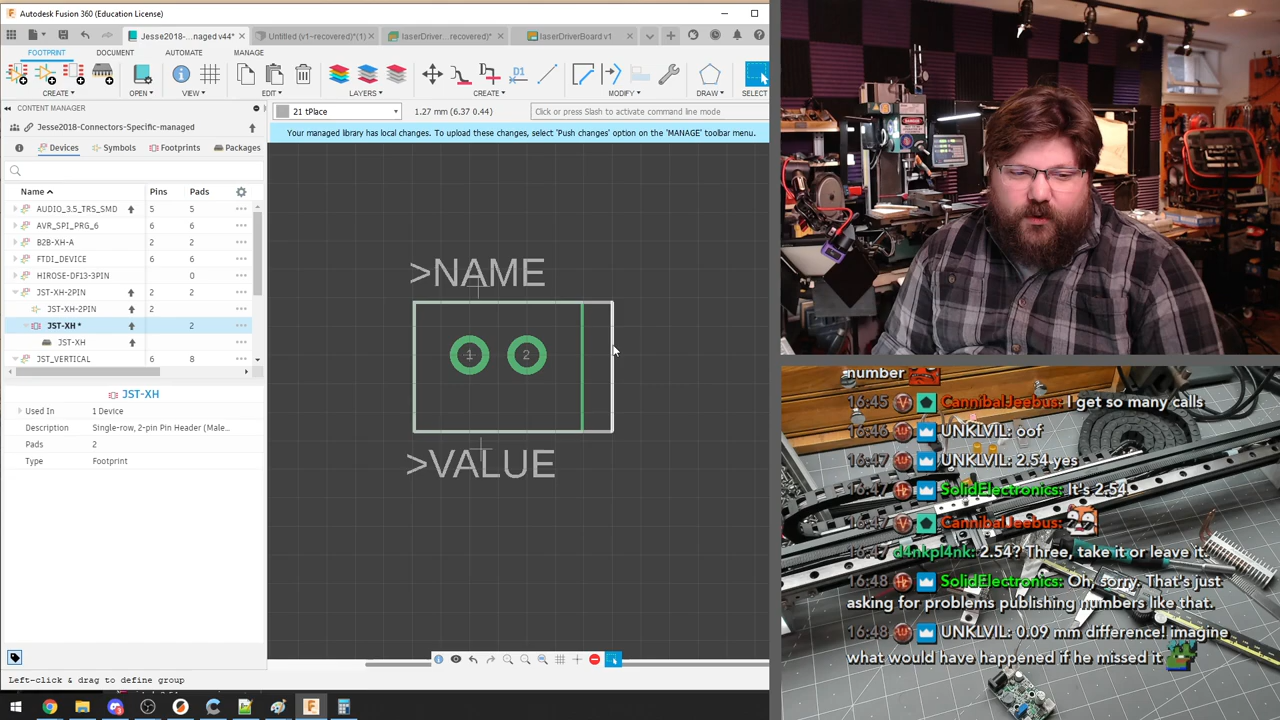 Autodesk Fusion 360 (Education License)
Jesse2018-...naged v44*
Untitled (v1~recovered)*(1)
laserDriver...recovered)*
laserDriverBoard v1
FOOTPRINT
DOCUMENT
AUTOMATE
MANAGE
D1
CREATE
OPEN
VIEW
EDIT
LAYERS
CREATE
MODIFY
DRAW
SELECT
CONTENT MANAGER
21 tPlace
1.27 mm (6.37 0.44)
Click or press Slash to activate command line mode
Your managed library has local changes. To upload these changes, select 'Push changes' option on the 'MANAGE' toolbar menu.
Devices
Symbols
Footprints
Packages
Name
Pins
Pads
AUDIO_3.5_TRS_SMD 5 5
AVR_SPI_PRG_6 6 6
B2B-XH-A 2 2
FTDI_DEVICE 6 6
HIROSE-DF13-3PIN 0
JST-XH-2PIN 2 2
JST-XH-2PIN 2
JST-XH * 2
JST-XH
JST_VERTICAL 6 8
JST-XH
Used In 1 Device
Description Single-row, 2-pin Pin Header (Male...
Pads 2
Type Footprint
>NAME
1
2
>VALUE
Left-click & drag to define group
number
16:45 CannibalJeebus: I get so many calls
16:46 UNKLVIL: oof
16:47 UNKLVIL: 2.54 yes
16:47 SolidElectronics: It's 2.54
16:47 CannibalJeebus:
16:47 d4nkpl4nk: 2.54? Three, take it or leave it.
16:48 SolidElectronics: Oh, sorry. That's just
asking for problems publishing numbers like that.
16:48 UNKLVIL: 0.09 mm difference! imagine
what would have happened if he missed it